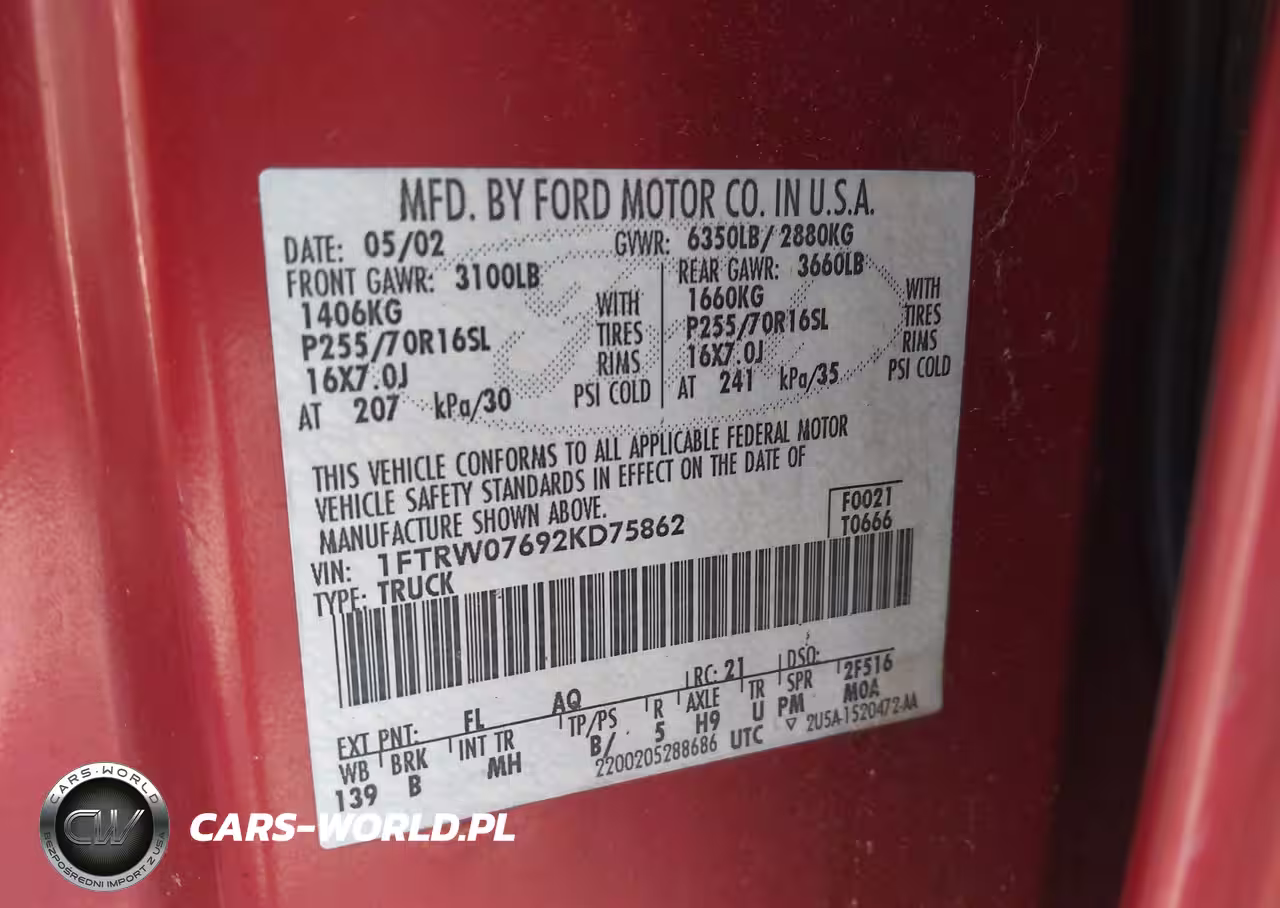 MFD. BY FORD MOTOR CO. IN U.S.A.
DATE: 05/02 GVWR: 6350LB/ 2880KG
FRONT GAWR: 3100LB REAR GAWR: 3660LB
1406KG WITH 1660KG WITH
P255/70R16SL TIRES P255/70R16SL TIRES
16X7.0J RIMS 16X7.0J RIMS
AT 207 kPa/30 PSI COLD AT 241 kPa/35 PSI COLD
THIS VEHICLE CONFORMS TO ALL APPLICABLE FEDERAL MOTOR
VEHICLE SAFETY STANDARDS IN EFFECT ON THE DATE OF
MANUFACTURE SHOWN ABOVE.
F0021
T0666
VIN: 1FTRW07692KD75862
TYPE: TRUCK
EXT PNT: FL AQ RC: 21 DSO: 2F516
WB BRK INT TR TP/PS R AXLE TR SPR M0A
139 B MH B/ 5 H9 U PM
2200205288686 UTC ▽ 2U5A-1520472-AA
CARS-WORLD
CW
BEZPOŚREDNI IMPORT Z USA
CARS-WORLD.PL